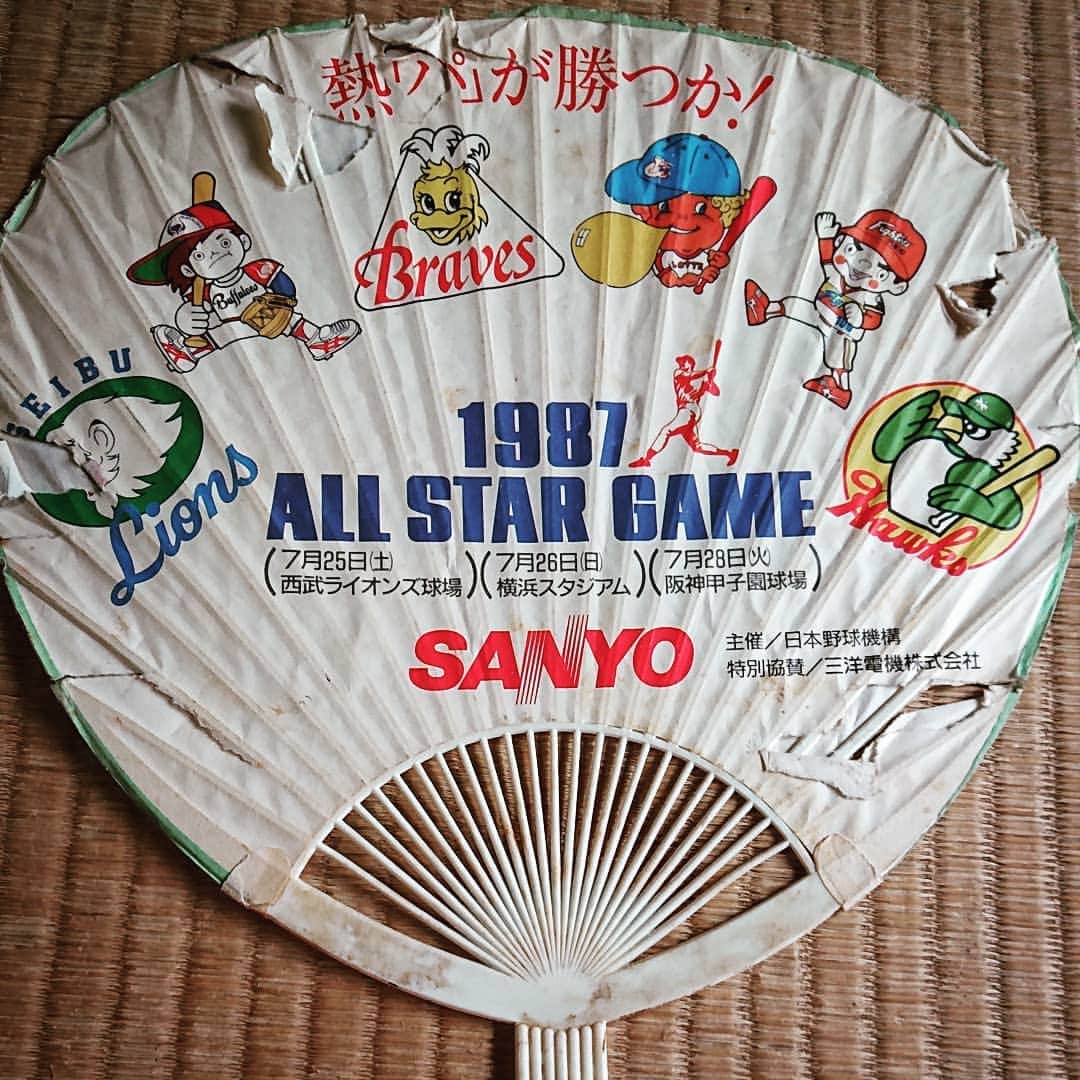 熱「パ」が勝つか!
Braves
LOTTE
Fighters
Buffaloes
SEIBU
Lions
Hawks
1987
ALL STAR GAME
(7月25日(土) 西武ライオンズ球場)(7月26日(日) 横浜スタジアム)(7月28日(火) 阪神甲子園球場)
SANYO
主催/日本野球機構
特別協賛/三洋電機株式会社